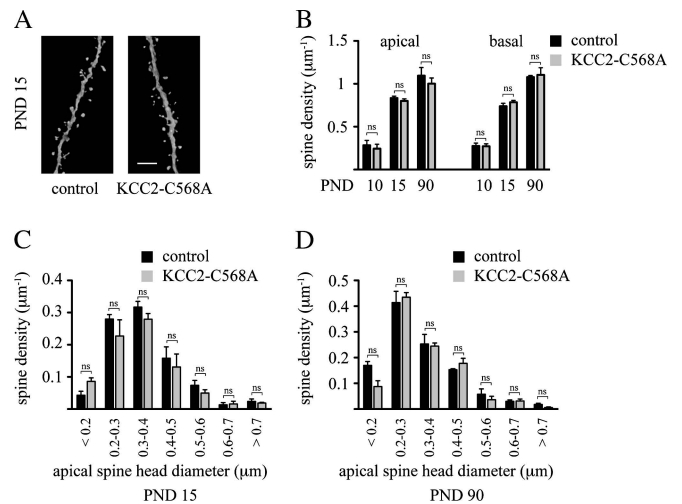 A
PND 15
control
KCC2-C568A
B
apical
basal
control
KCC2-C568A
spine density (µm⁻¹)
1
0.5
ns
ns
ns
ns
ns
ns
PND
10
15
90
10
15
90
C
control
KCC2-C568A
spine density (µm⁻¹)
0.4
0.3
0.2
0.1
ns
ns
ns
ns
ns
ns
ns
< 0.2
0.2-0.3
0.3-0.4
0.4-0.5
0.5-0.6
0.6-0.7
> 0.7
apical spine head diameter (µm)
PND 15
D
control
KCC2-C568A
spine density (µm⁻¹)
0.5
0.4
0.3
0.2
0.1
ns
ns
ns
ns
ns
ns
ns
< 0.2
0.2-0.3
0.3-0.4
0.4-0.5
0.5-0.6
0.6-0.7
> 0.7
apical spine head diameter (µm)
PND 90